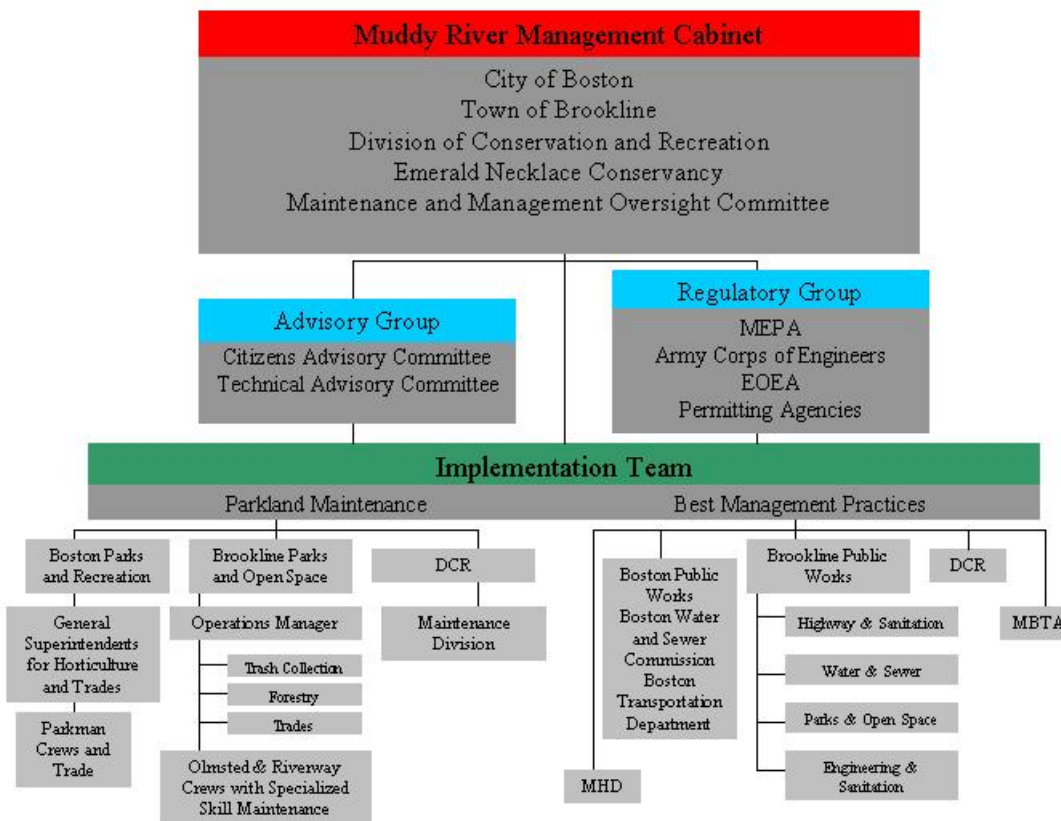 Muddy River Management Cabinet
City of Boston
Town of Brookline
Division of Conservation and Recreation
Emerald Necklace Conservancy
Maintenance and Management Oversight Committee
Advisory Group
Citizens Advisory Committee
Technical Advisory Committee
Regulatory Group
MEPA
Army Corps of Engineers
EOEA
Permitting Agencies
Implementation Team
Parkland Maintenance
Best Management Practices
Boston Parks
and Recreation
General
Superintendents
for Horticulture
and Trades
Parkman
Crews and
Trade
Brookline Parks
and Open Space
Operations Manager
Trash Collection
Forestry
Trades
Olmsted & Riverway
Crews with Specialized
Skill Maintenance
DCR
Maintenance
Division
MHD
Boston Public
Works
Boston Water
and Sewer
Commission
Boston
Transportation
Department
Brookline Public
Works
Highway & Sanitation
Water & Sewer
Parks & Open Space
Engineering &
Sanitation
DCR
MBTA